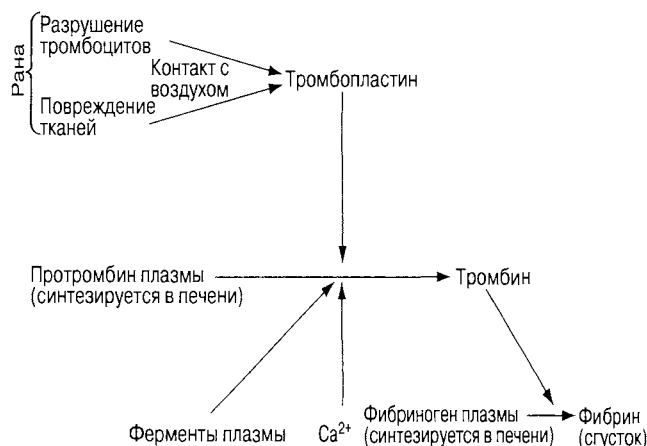 Рана
Разрушение
тромбоцитов
Контакт с
воздухом
Тромбопластин
Повреждение
тканей
Протромбин плазмы
(синтезируется в печени)
Тромбин
Ферменты плазмы
Ca²⁺
Фибриноген плазмы
(синтезируется в печени)
Фибрин
(сгусток)